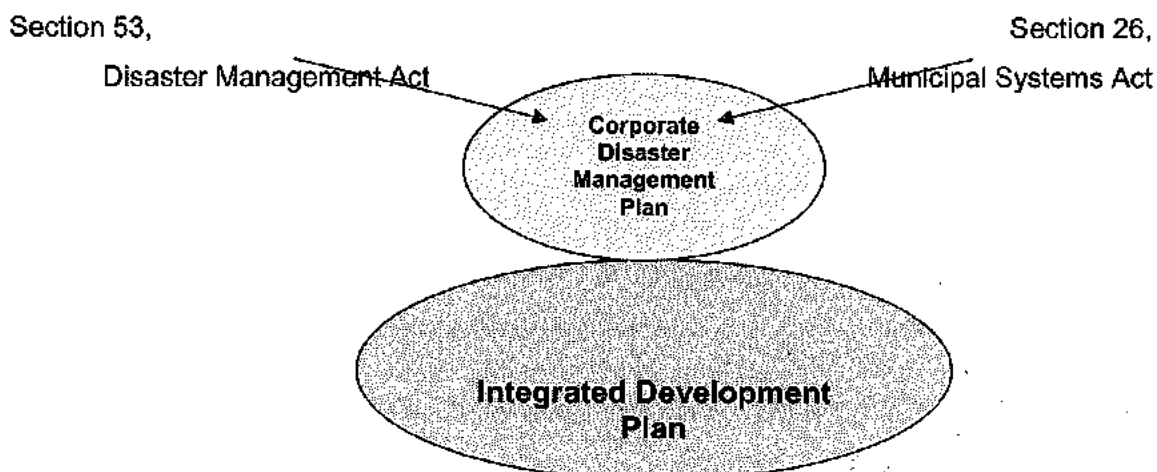 Section 53,
Disaster Management Act
Section 26,
Municipal Systems Act
Corporate
Disaster
Management
Plan
Integrated Development
Plan